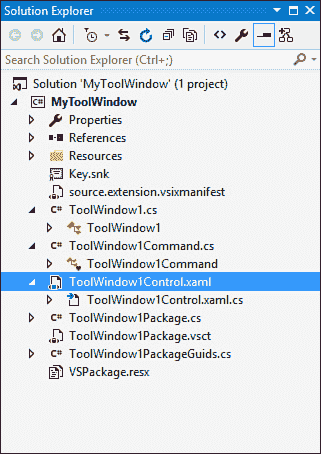 Solution Explorer
Search Solution Explorer (Ctrl+;)
Solution 'MyToolWindow' (1 project)
C# MyToolWindow
Properties
References
Resources
Key.snk
source.extension.vsixmanifest
C# ToolWindow1.cs
ToolWindow1
C# ToolWindow1Command.cs
ToolWindow1Command
ToolWindow1Control.xaml
ToolWindow1Control.xaml.cs
C# ToolWindow1Package.cs
ToolWindow1Package.vsct
C# ToolWindow1PackageGuids.cs
VSPackage.resx